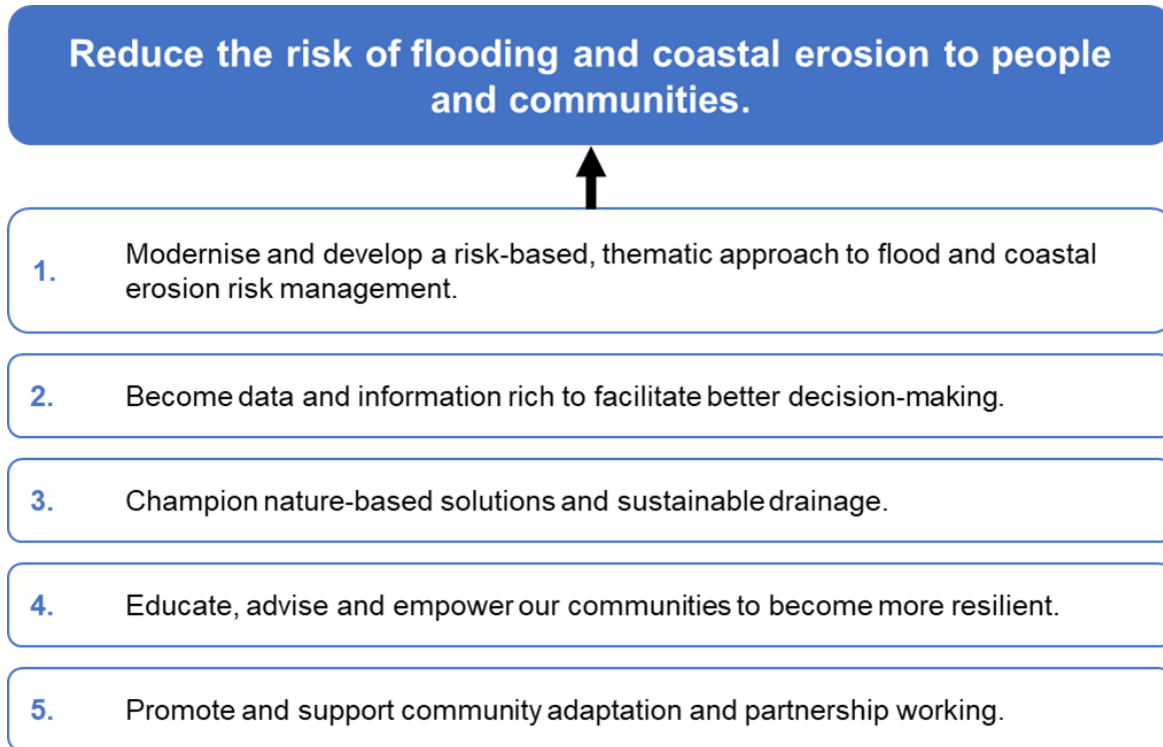 Reduce the risk of flooding and coastal erosion to people
and communities.
1. Modernise and develop a risk-based, thematic approach to flood and coastal
erosion risk management.
2. Become data and information rich to facilitate better decision-making.
3. Champion nature-based solutions and sustainable drainage.
4. Educate, advise and empower our communities to become more resilient.
5. Promote and support community adaptation and partnership working.